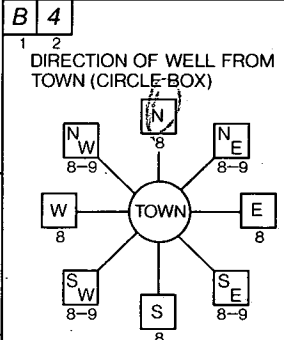 B 4
1 2
DIRECTION OF WELL FROM
TOWN (CIRCLE BOX)
N
8
NW
8-9
NE
8-9
W
8
TOWN
E
8
SW
8-9
SE
8-9
S
8